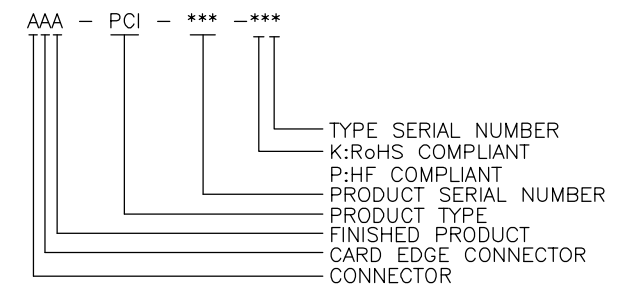 AAA - PCI - *** -***
TYPE SERIAL NUMBER
K:RoHS COMPLIANT
P:HF COMPLIANT
PRODUCT SERIAL NUMBER
PRODUCT TYPE
FINISHED PRODUCT
CARD EDGE CONNECTOR
CONNECTOR